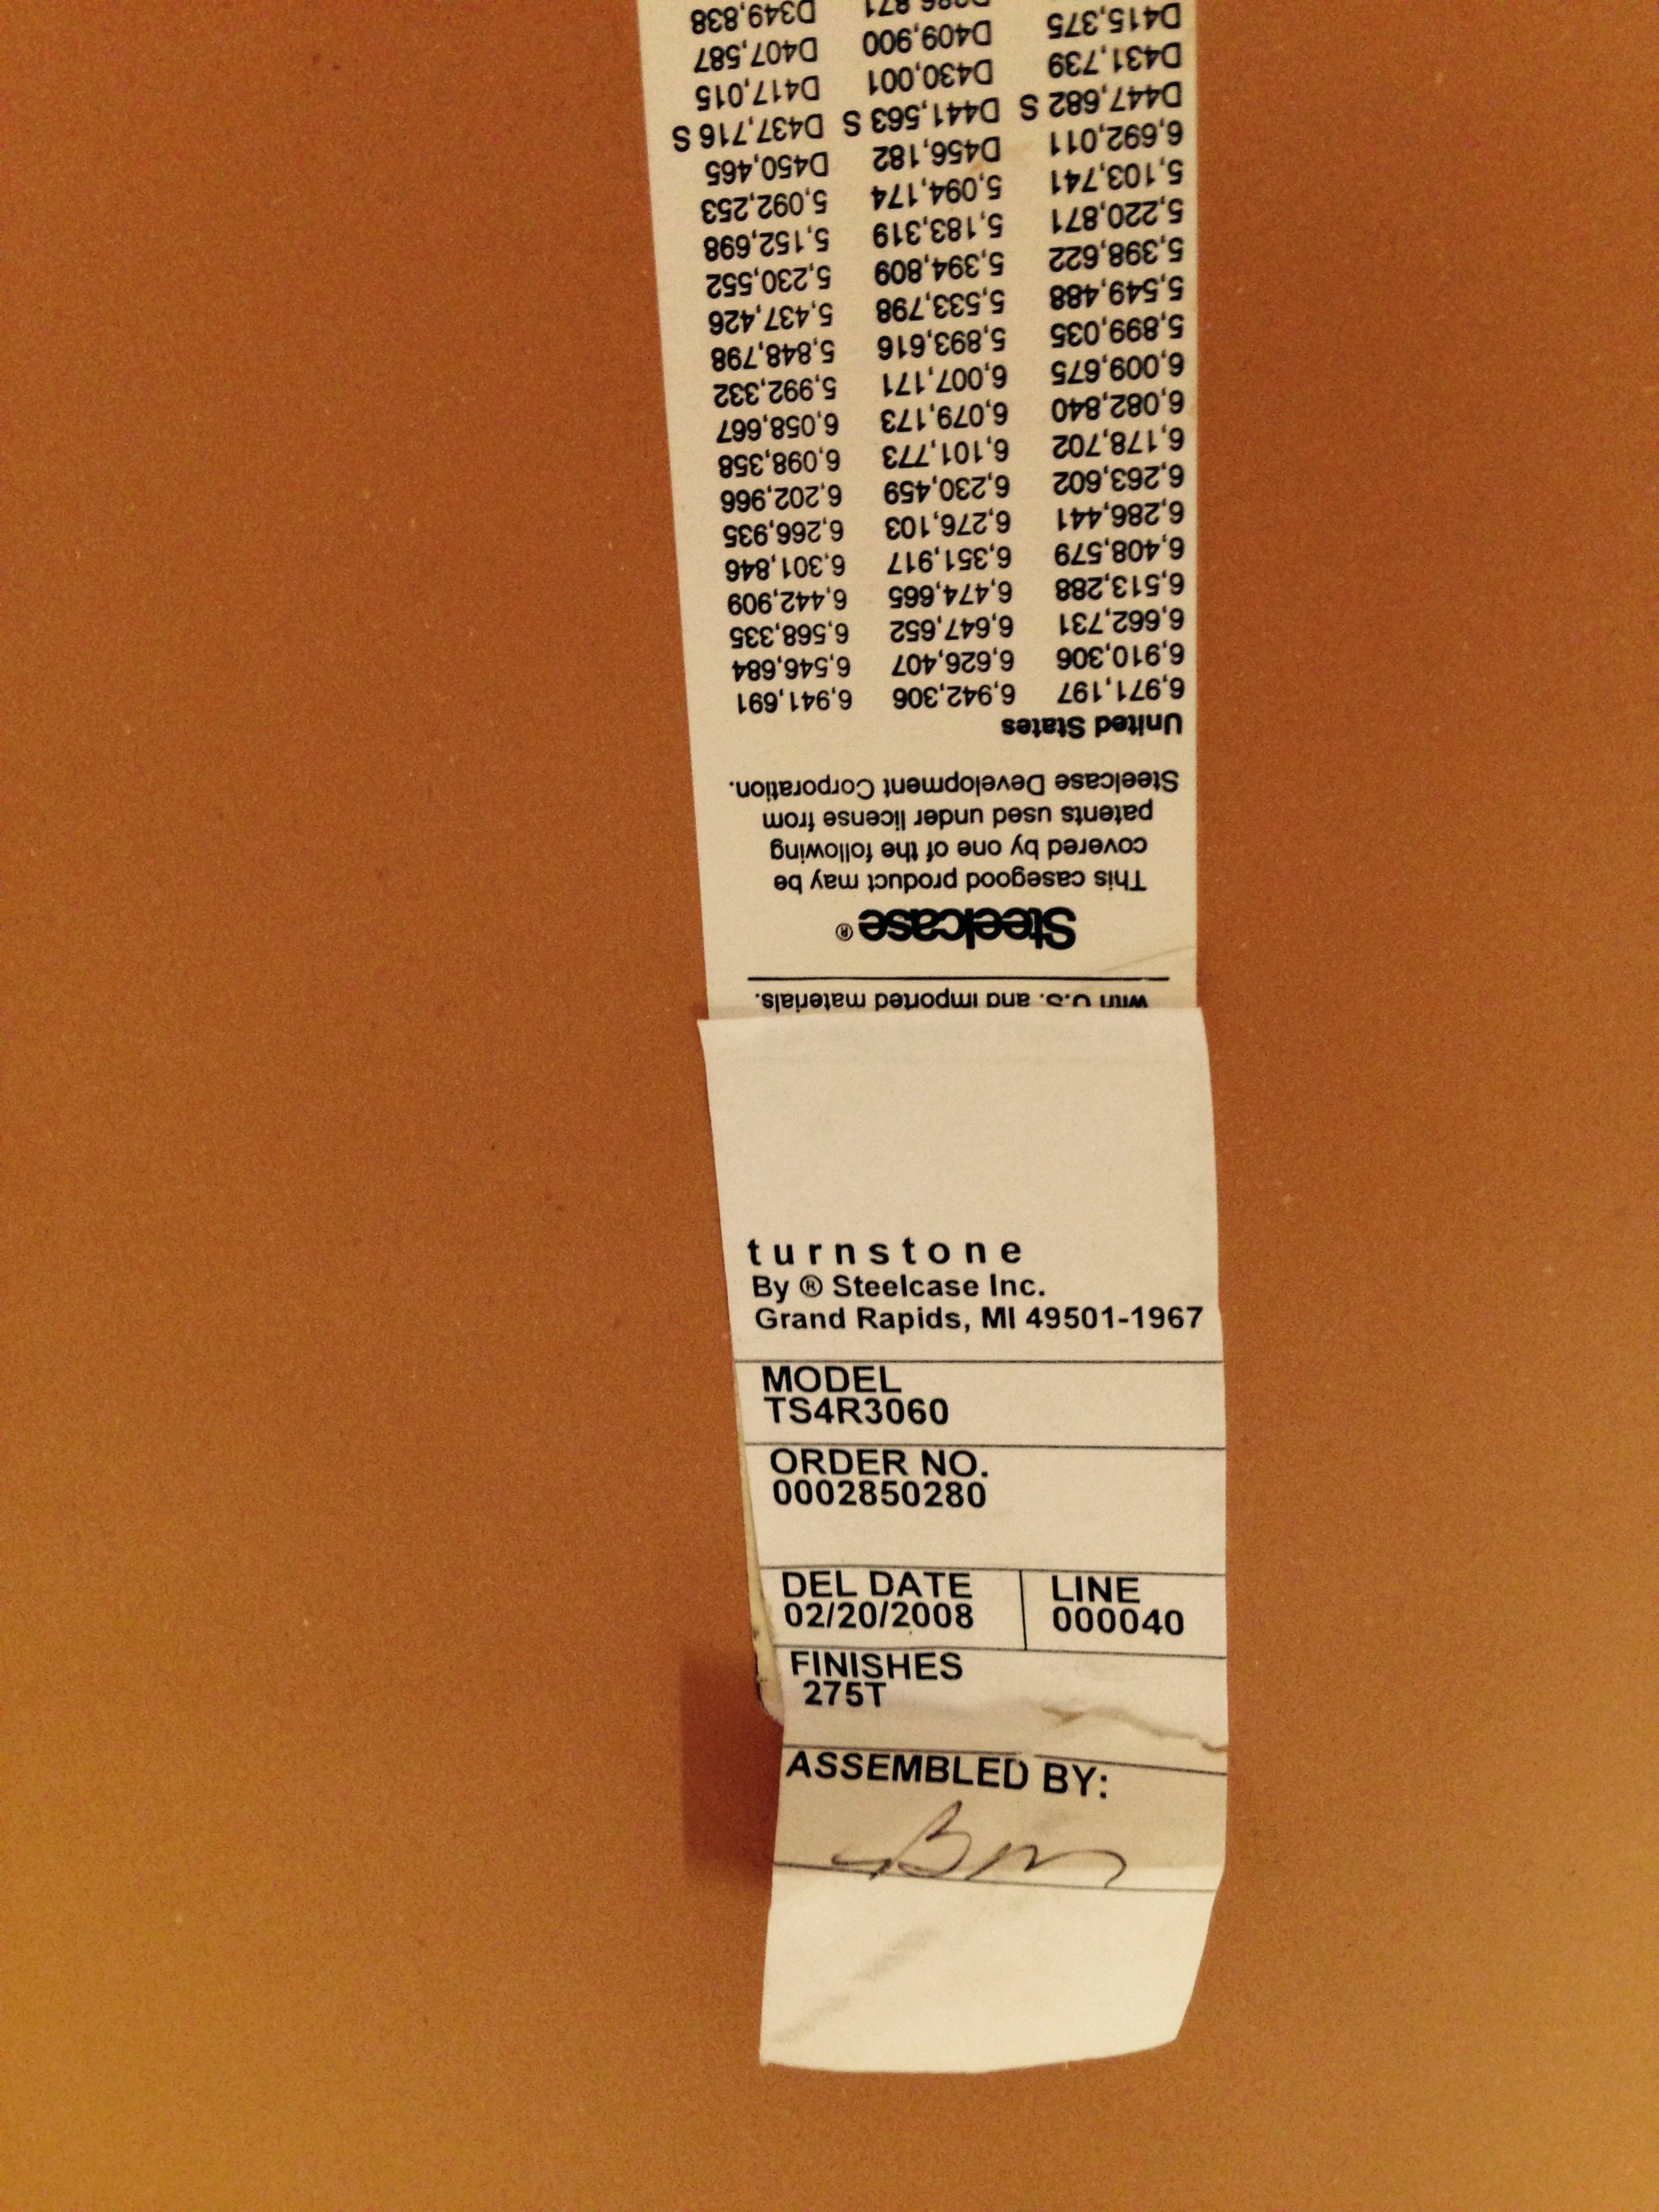 turnstone
By ® Steelcase Inc.
Grand Rapids, MI 49501-1967
MODEL
TS4R3060
ORDER NO.
0002850280
DEL DATE LINE
02/20/2008 000040
FINISHES
275T
ASSEMBLED BY:
with U.S. and imported materials.
Steelcase®
This casegood product may be
covered by one of the following
patents used under license from
Steelcase Development Corporation.
United States
6,971,197 6,942,306 6,941,691
6,910,306 6,626,407 6,546,684
6,662,731 6,647,652 6,568,335
6,513,288 6,474,665 6,442,909
6,408,579 6,351,917 6,301,846
6,286,441 6,276,103 6,266,935
6,263,602 6,230,459 6,202,966
6,178,702 6,101,773 6,098,358
6,082,840 6,079,173 6,058,667
6,009,675 6,007,171 5,992,332
5,899,035 5,893,616 5,848,798
5,549,488 5,533,798 5,437,426
5,398,622 5,394,809 5,230,552
5,220,871 5,183,319 5,152,698
5,103,741 5,094,174 5,092,253
6,692,011 D456,182 D450,465
D447,682 S D441,563 S D437,716 S
D431,739 D430,001 D417,015
D415,375 D409,900 D407,587
D349,838